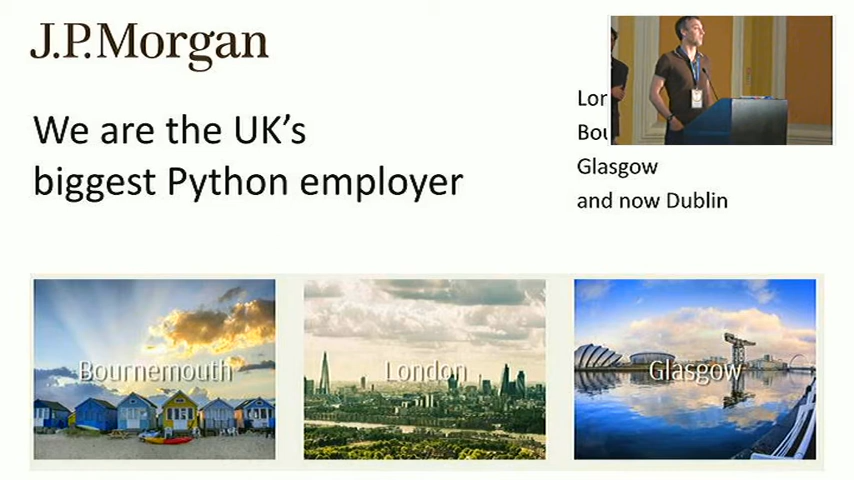 J.P.Morgan
We are the UK's
biggest Python employer
Glasgow
and now Dublin
Bournemouth
London
Glasgow